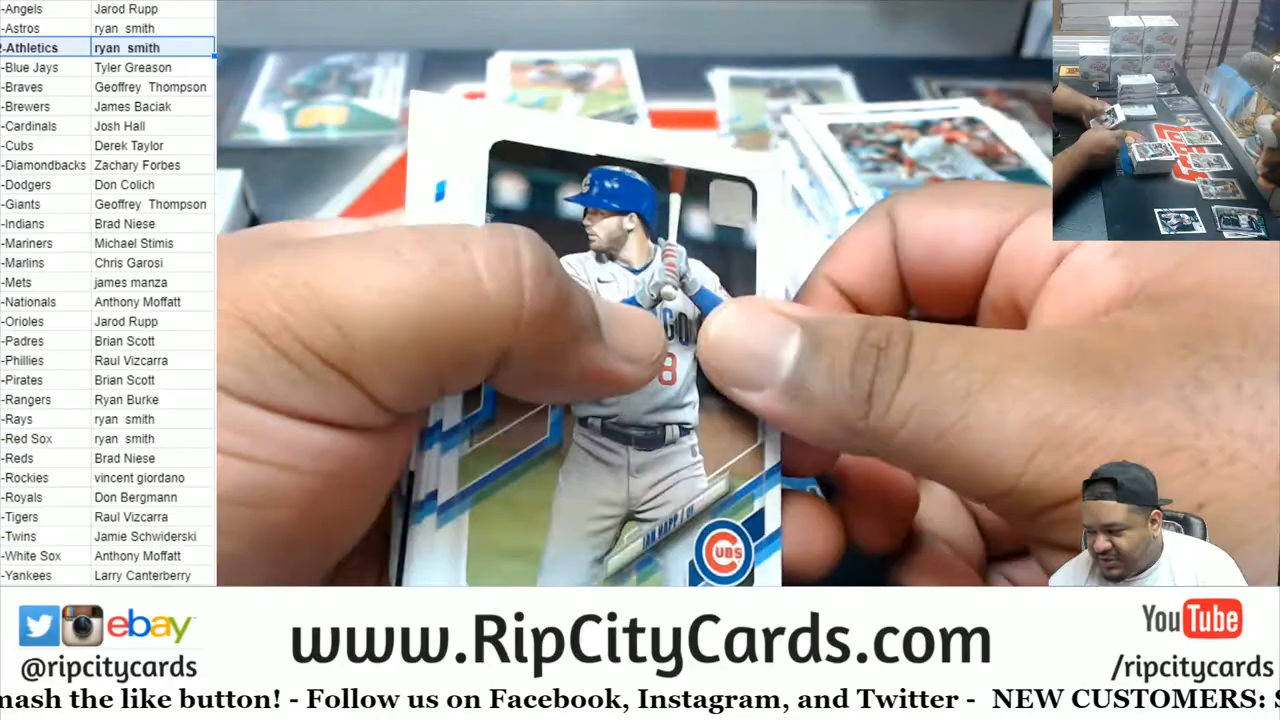 -Angels Jarod Rupp
-Astros ryan smith
-Athletics ryan smith
-Blue Jays Tyler Greason
-Braves Geoffrey Thompson
-Brewers James Baciak
-Cardinals Josh Hall
-Cubs Derek Taylor
-Diamondbacks Zachary Forbes
-Dodgers Don Colich
-Giants Geoffrey Thompson
-Indians Brad Niese
-Mariners Michael Stimis
-Marlins Chris Garosi
-Mets james manza
-Nationals Anthony Moffatt
-Orioles Jarod Rupp
-Padres Brian Scott
-Phillies Raul Vizcarra
-Pirates Brian Scott
-Rangers Ryan Burke
-Rays ryan smith
-Red Sox ryan smith
-Reds Brad Niese
-Rockies vincent giordano
-Royals Don Bergmann
-Tigers Raul Vizcarra
-Twins Jamie Schwiderski
-White Sox Anthony Moffatt
-Yankees Larry Canterberry
8
IAN HAPP / OF
CUBS
ebay
@ripcitycards
www.RipCityCards.com
YouTube
/ripcitycards
mash the like button! - Follow us on Facebook, Instagram, and Twitter - NEW CUSTOMERS: S